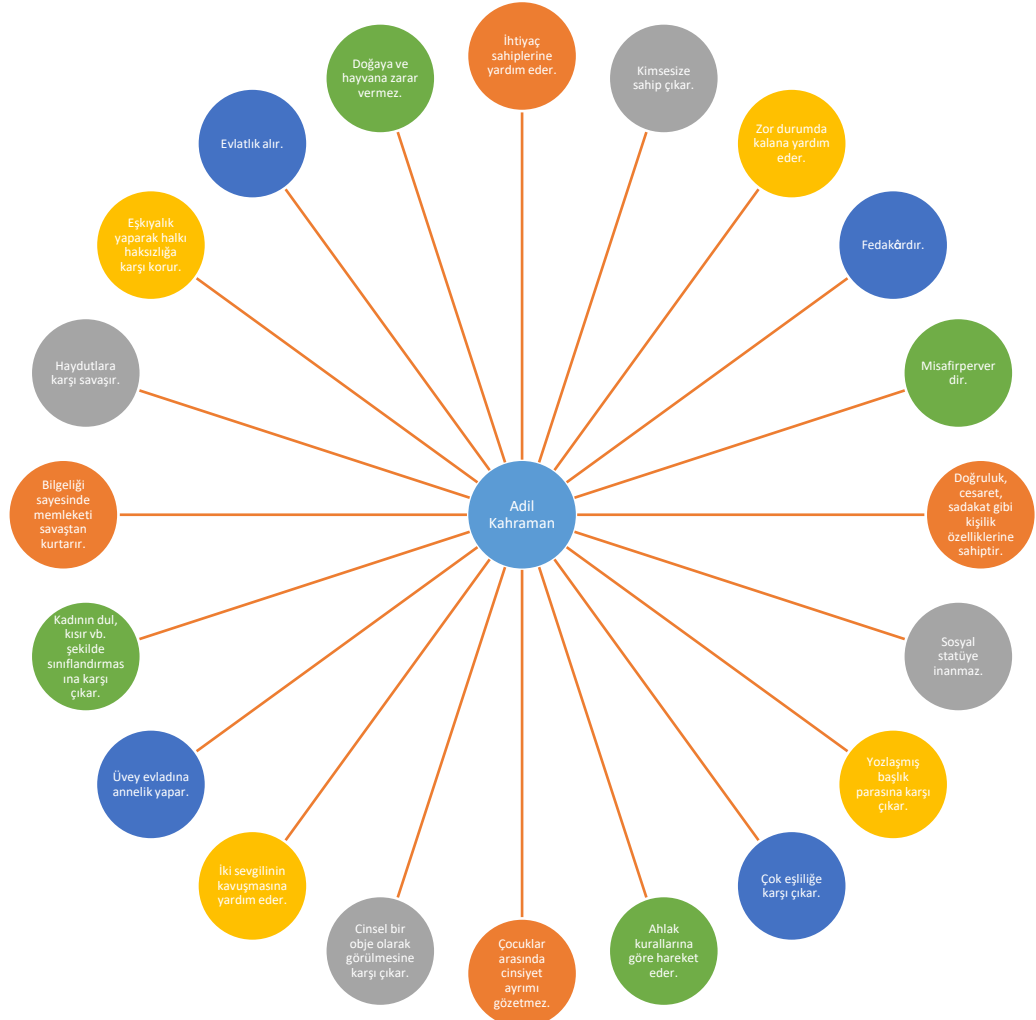 İhtiyaç
sahiplerine
yardım eder.
Kimsesize
sahip çıkar.
Zor durumda
kalana yardım
eder.
Fedakârdır.
Misafirperver
dir.
Doğruluk,
cesaret,
sadakat gibi
kişilik
özelliklerine
sahiptir.
Sosyal
statüye
inanmaz.
Yozlaşmış
başlık
parasına karşı
çıkar.
Çok eşliliğe
karşı çıkar.
Ahlak
kurallarına
göre hareket
eder.
Çocuklar
arasında
cinsiyet
ayrımı
gözetmez.
Cinsel bir
obje olarak
görülmesine
karşı çıkar.
İki sevgilinin
kavuşmasına
yardım eder.
Üvey evladına
annelik yapar.
Kadının dul,
kısır vb.
şekilde
sınıflandırmas
ına karşı
çıkar.
Bilgeliği
sayesinde
memleketi
savaştan
kurtarır.
Haydutlara
karşı savaşır.
Eşkıyalık
yaparak halkı
haksızlığa
karşı korur.
Evlatlık alır.
Doğaya ve
hayvana zarar
vermez.
Adil
Kahraman